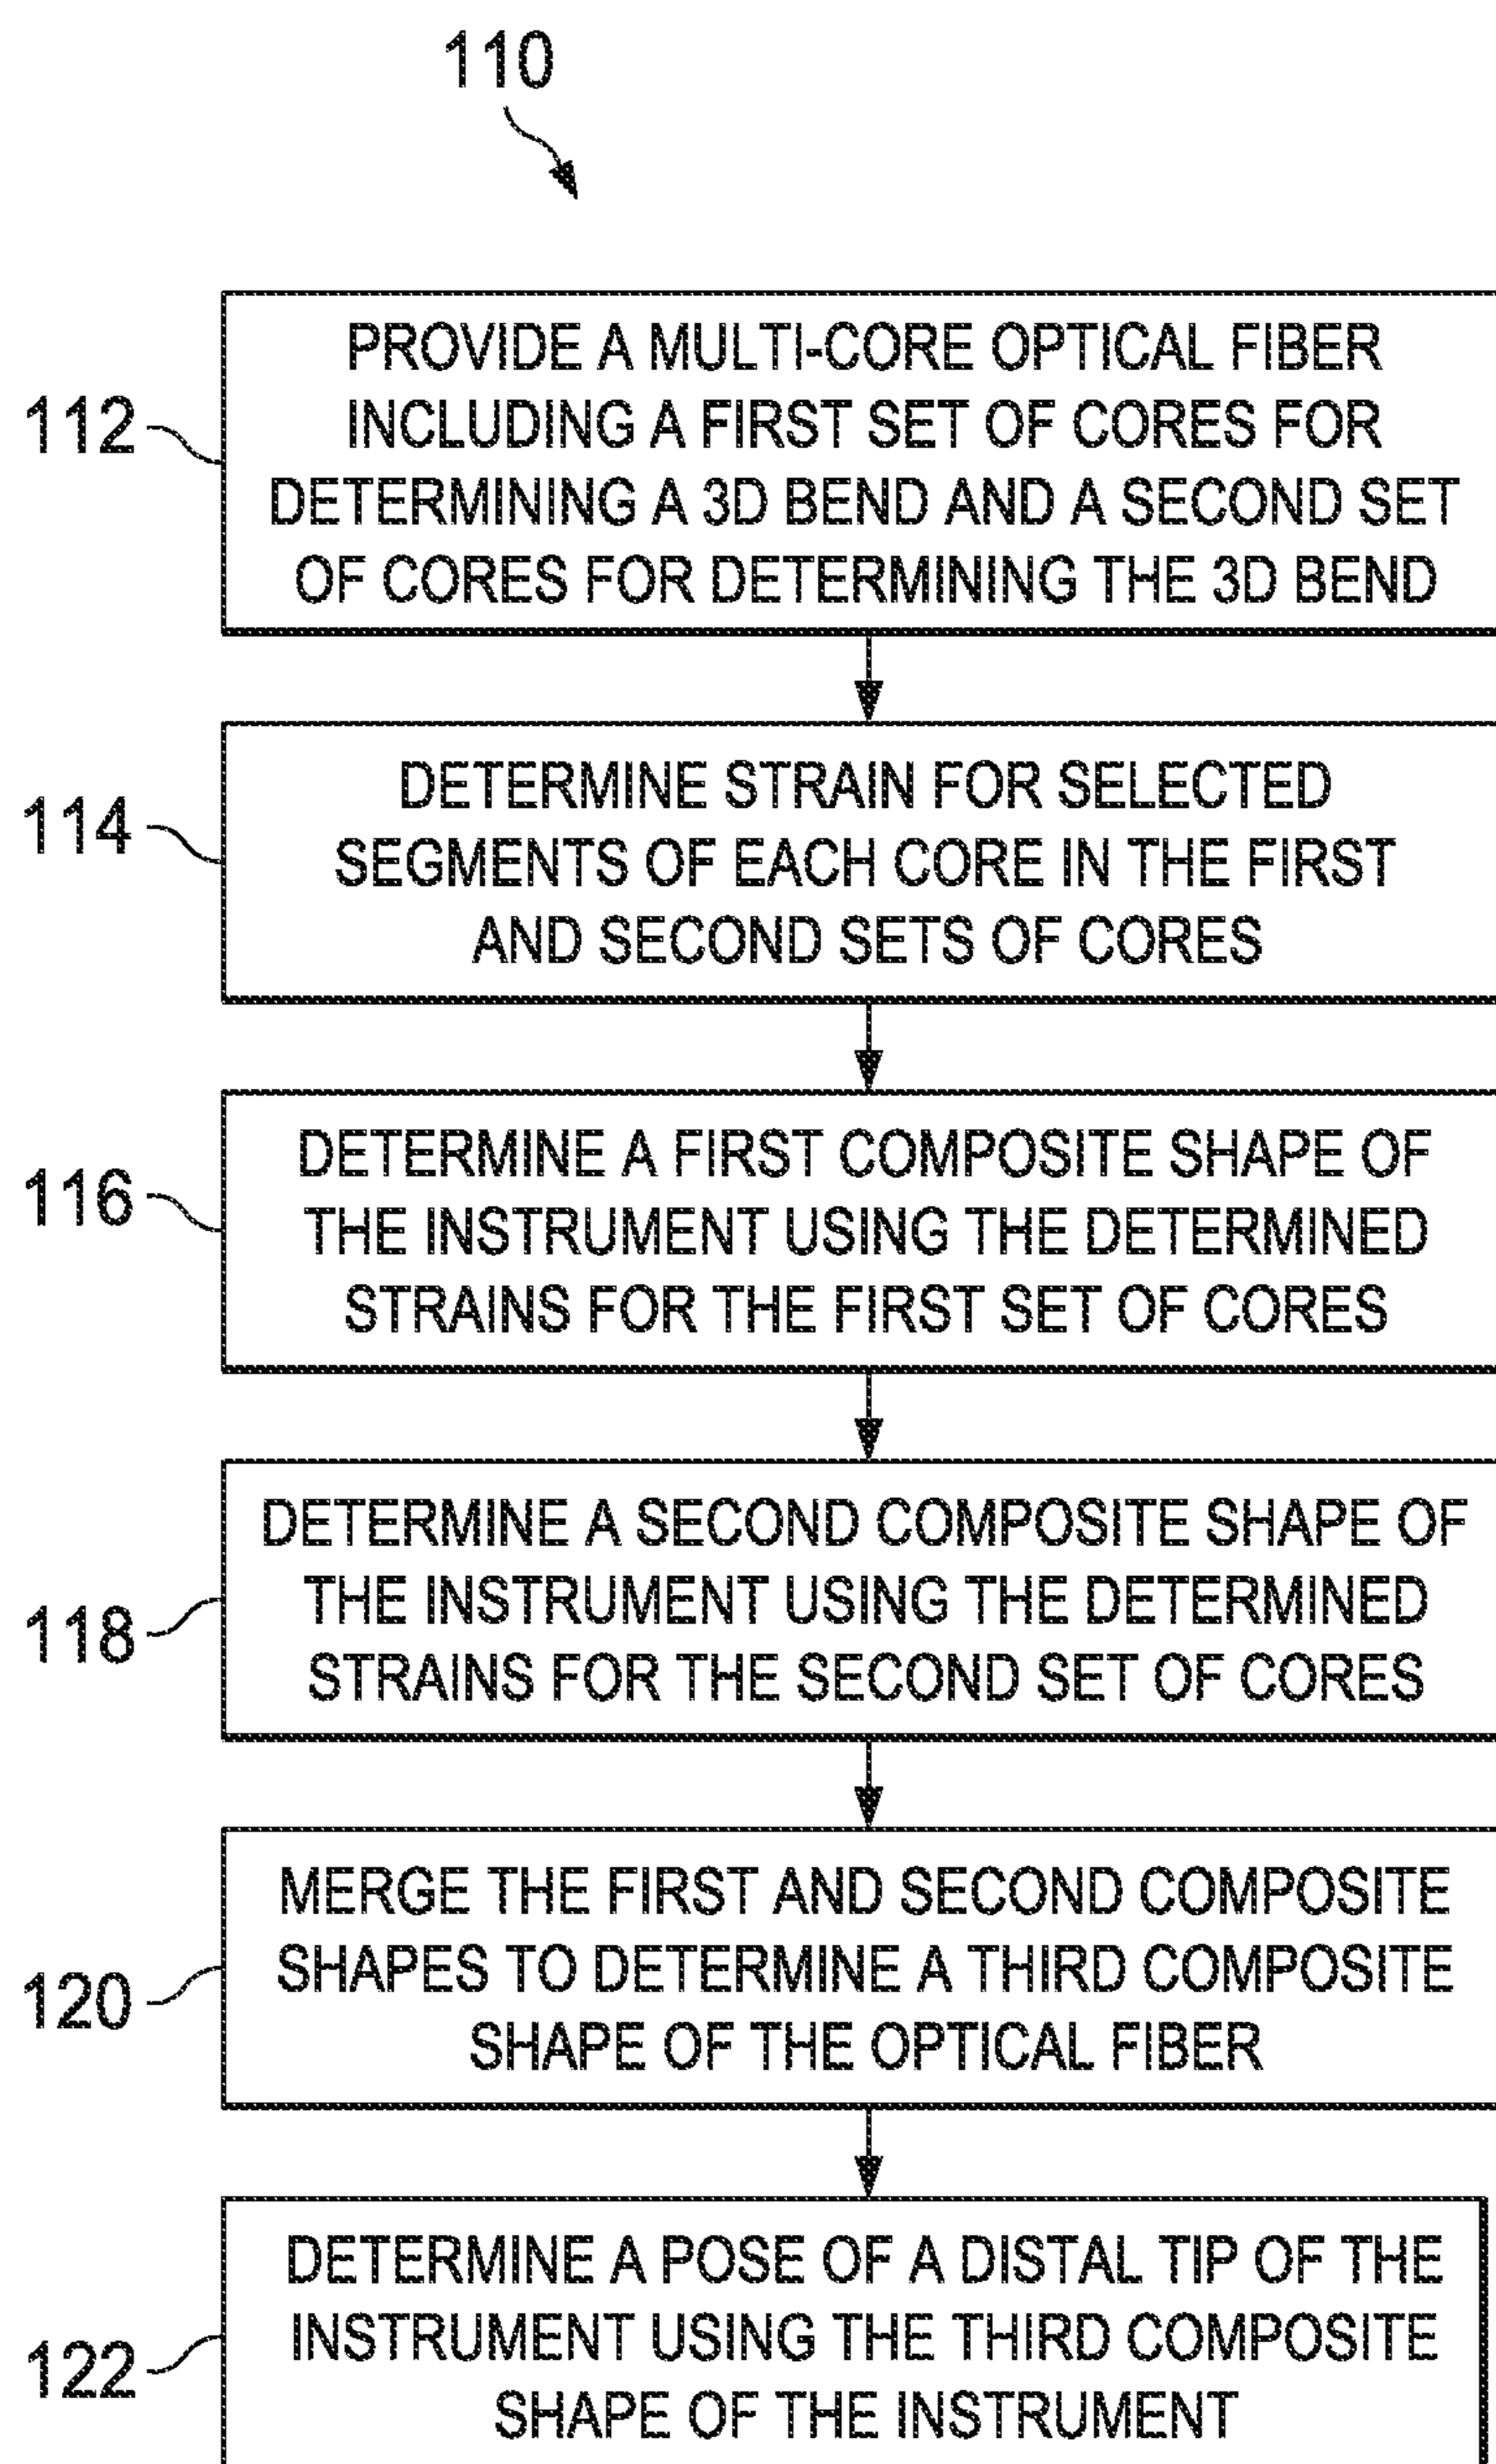 110
112
PROVIDE A MULTI-CORE OPTICAL FIBER
INCLUDING A FIRST SET OF CORES FOR
DETERMINING A 3D BEND AND A SECOND SET
OF CORES FOR DETERMINING THE 3D BEND
114
DETERMINE STRAIN FOR SELECTED
SEGMENTS OF EACH CORE IN THE FIRST
AND SECOND SETS OF CORES
116
DETERMINE A FIRST COMPOSITE SHAPE OF
THE INSTRUMENT USING THE DETERMINED
STRAINS FOR THE FIRST SET OF CORES
118
DETERMINE A SECOND COMPOSITE SHAPE OF
THE INSTRUMENT USING THE DETERMINED
STRAINS FOR THE SECOND SET OF CORES
120
MERGE THE FIRST AND SECOND COMPOSITE
SHAPES TO DETERMINE A THIRD COMPOSITE
SHAPE OF THE OPTICAL FIBER
122
DETERMINE A POSE OF A DISTAL TIP OF THE
INSTRUMENT USING THE THIRD COMPOSITE
SHAPE OF THE INSTRUMENT